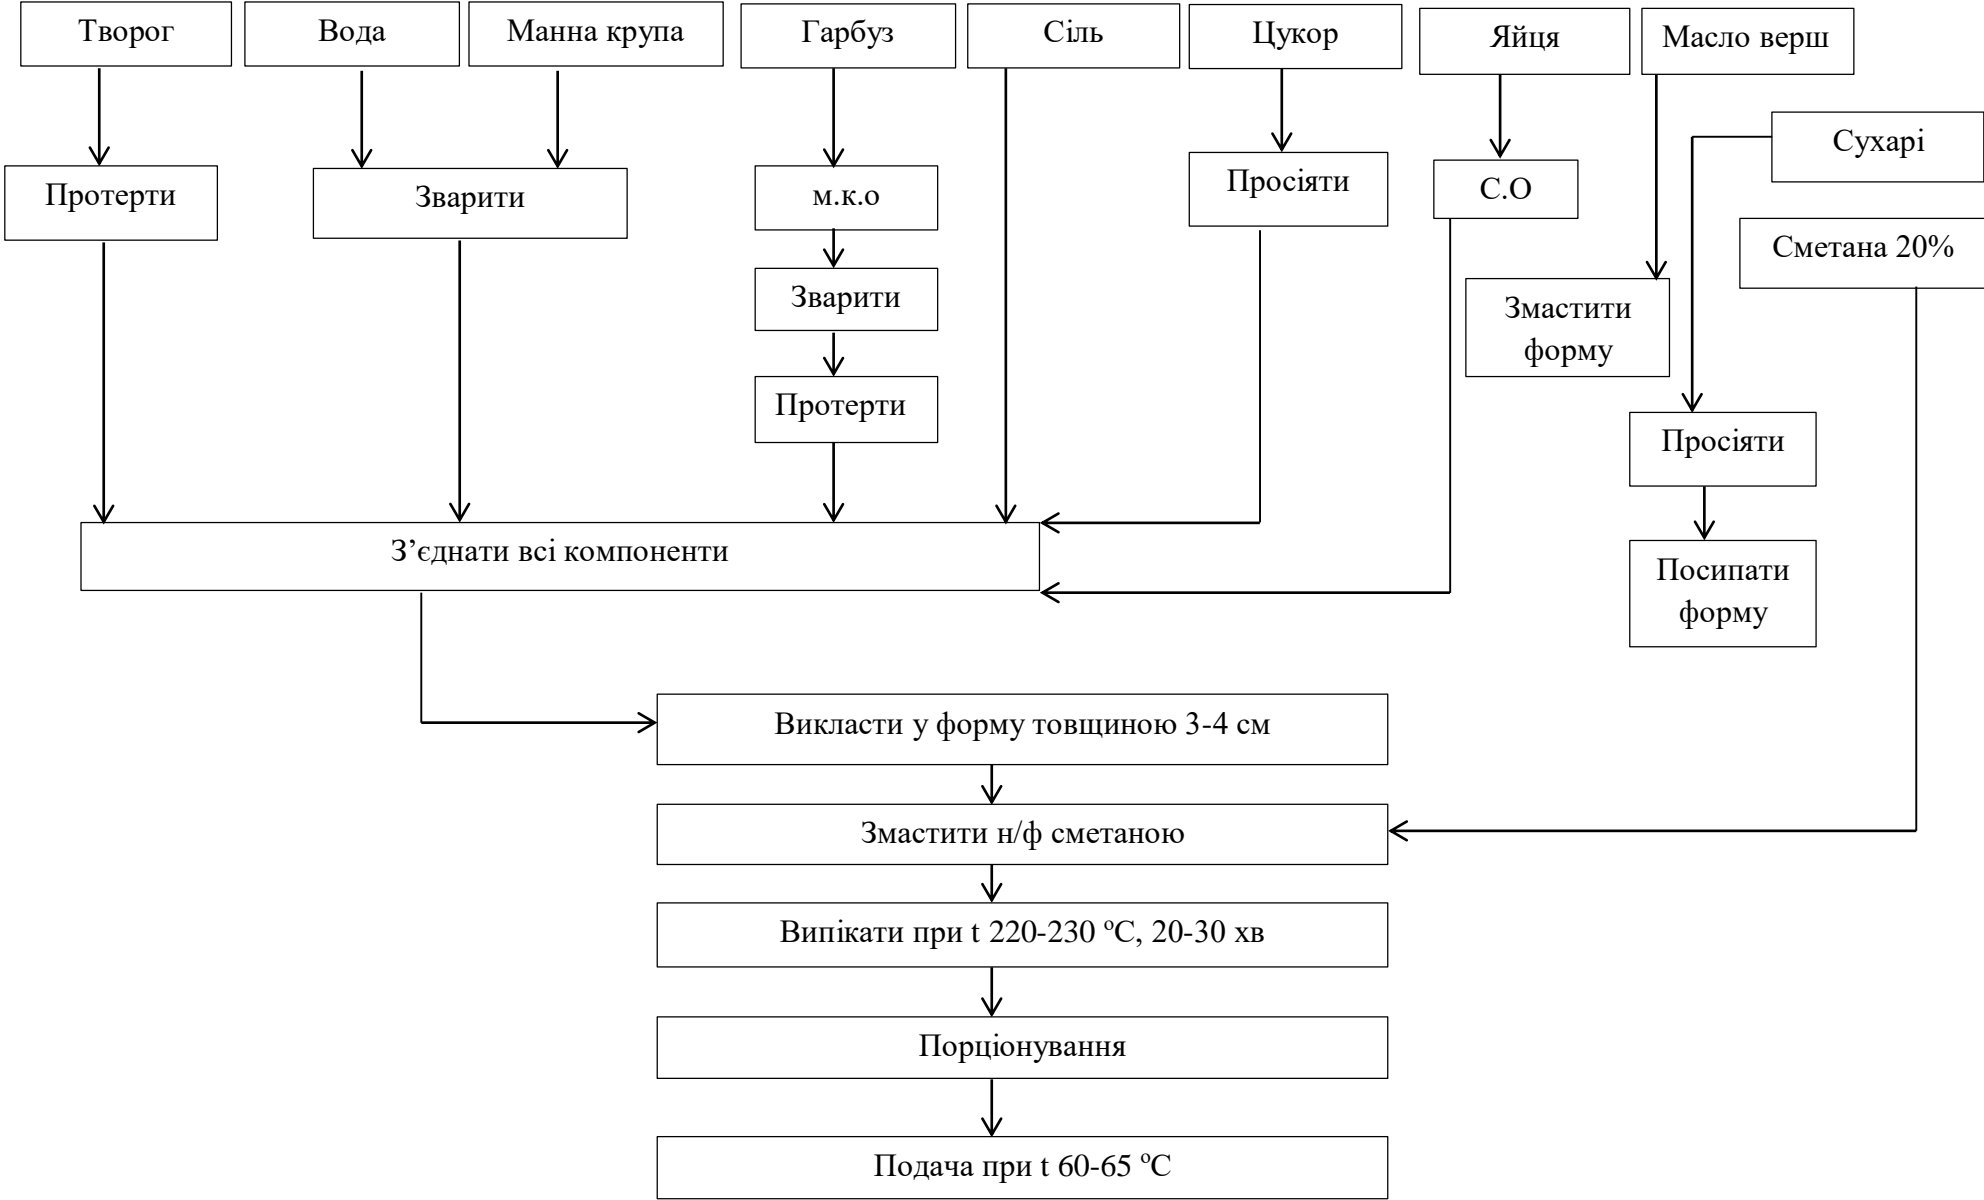 Творог
Вода
Манна крупа
Гарбуз
Сіль
Цукор
Яйця
Масло верш
Сухарі
Протерти
Зварити
м.к.о
Просіяти
С.О
Сметана 20%
Зварити
Змастити
форму
Протерти
Просіяти
З’єднати всі компоненти
Посипати
форму
Викласти у форму товщиною 3-4 см
Змастити н/ф сметаною
Випікати при t 220-230 ºС, 20-30 хв
Порціонування
Подача при t 60-65 ºС